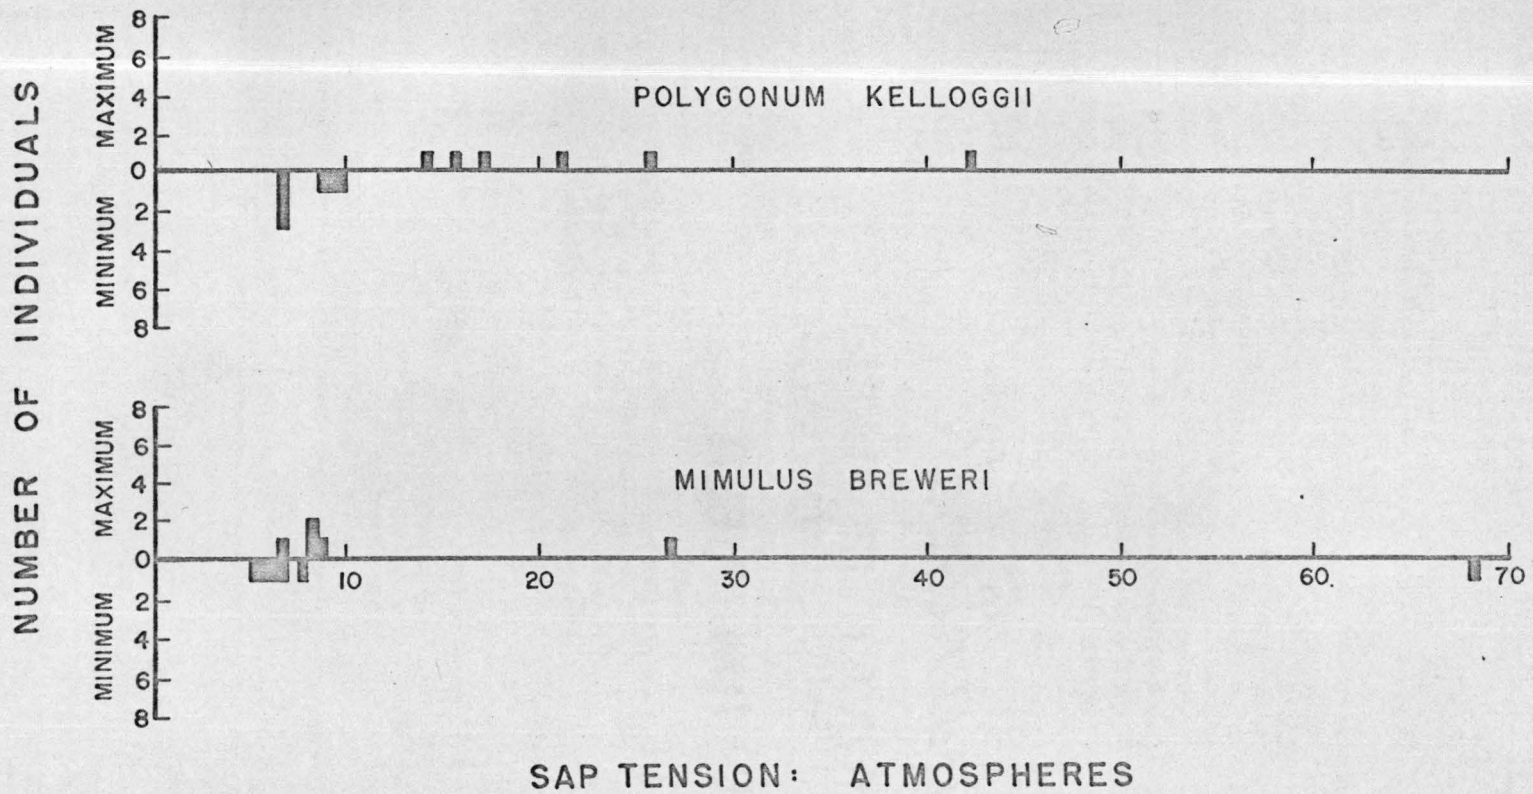 NUMBER OF INDIVIDUALS
MAXIMUM
MINIMUM
8
6
4
2
0
2
4
6
8
POLYGONUM KELLOGGII
MAXIMUM
MINIMUM
8
6
4
2
0
2
4
6
8
MIMULUS BREWERI
10 20 30 40 50 60. 70
SAP TENSION: ATMOSPHERES